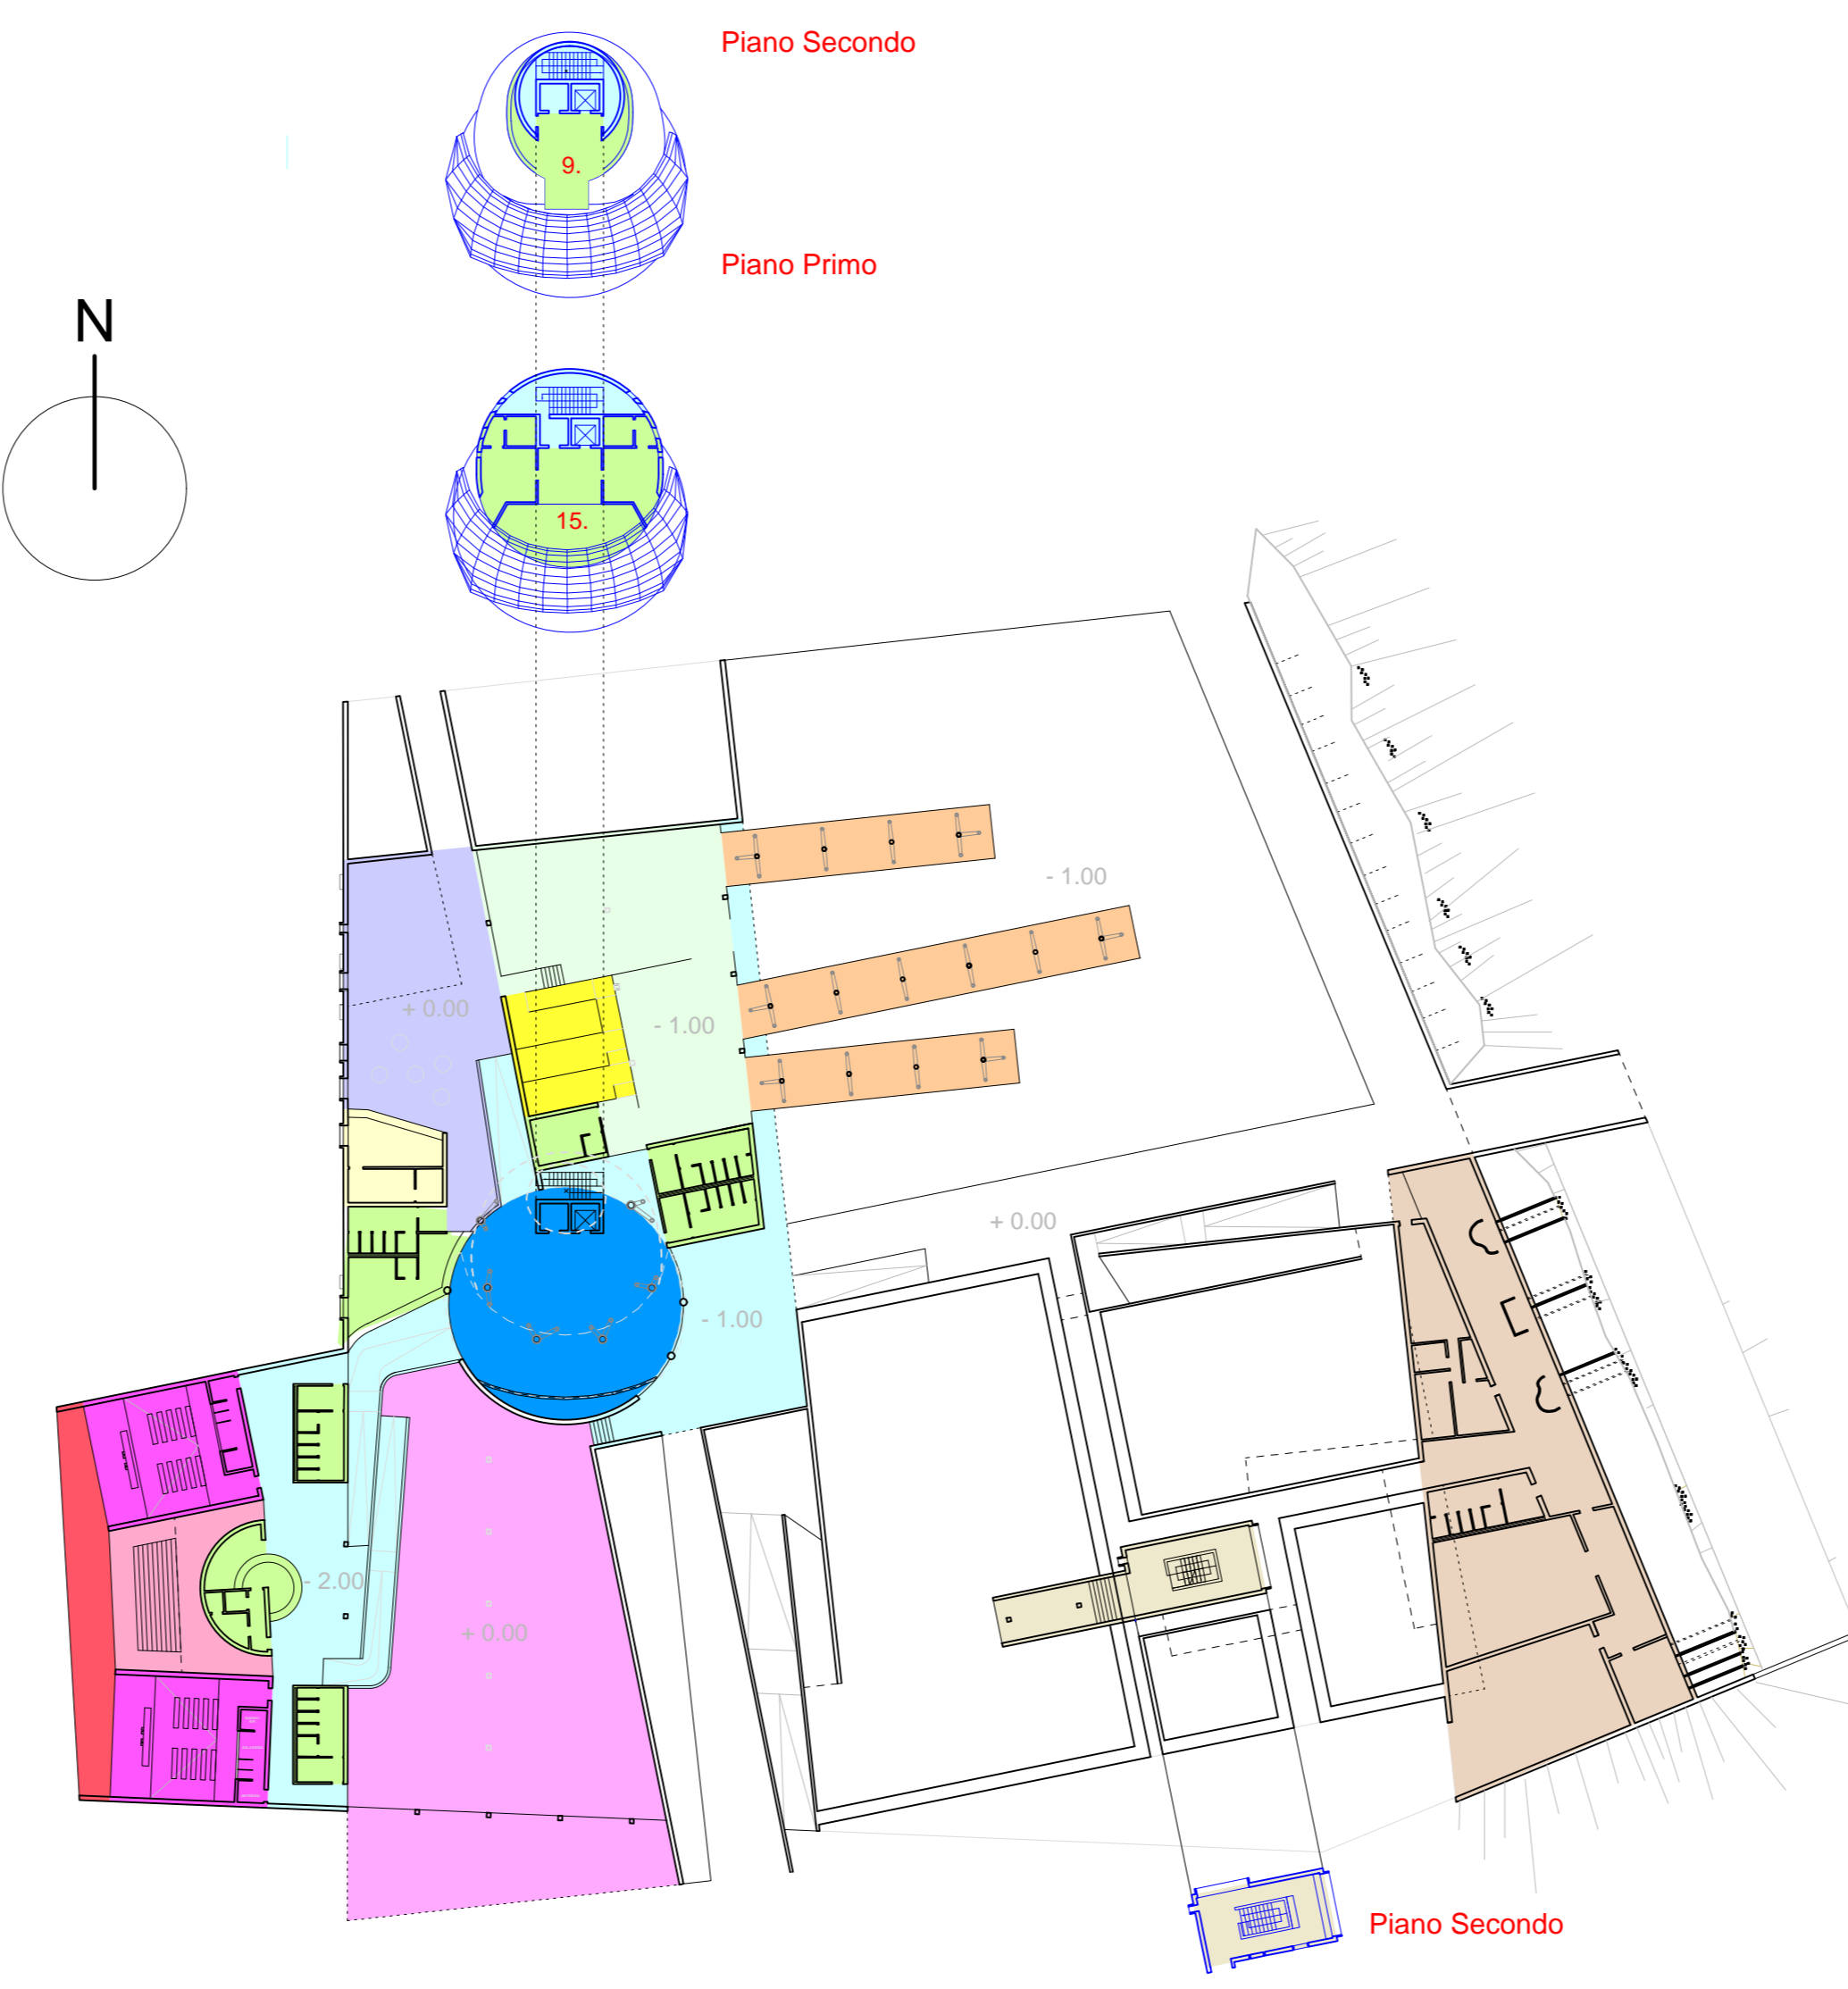 Piano Secondo
9.
Piano Primo
N
15.
- 1.00
+ 0.00
- 1.00
+ 0.00
- 1.00
- 2.00
+ 0.00
Piano Secondo